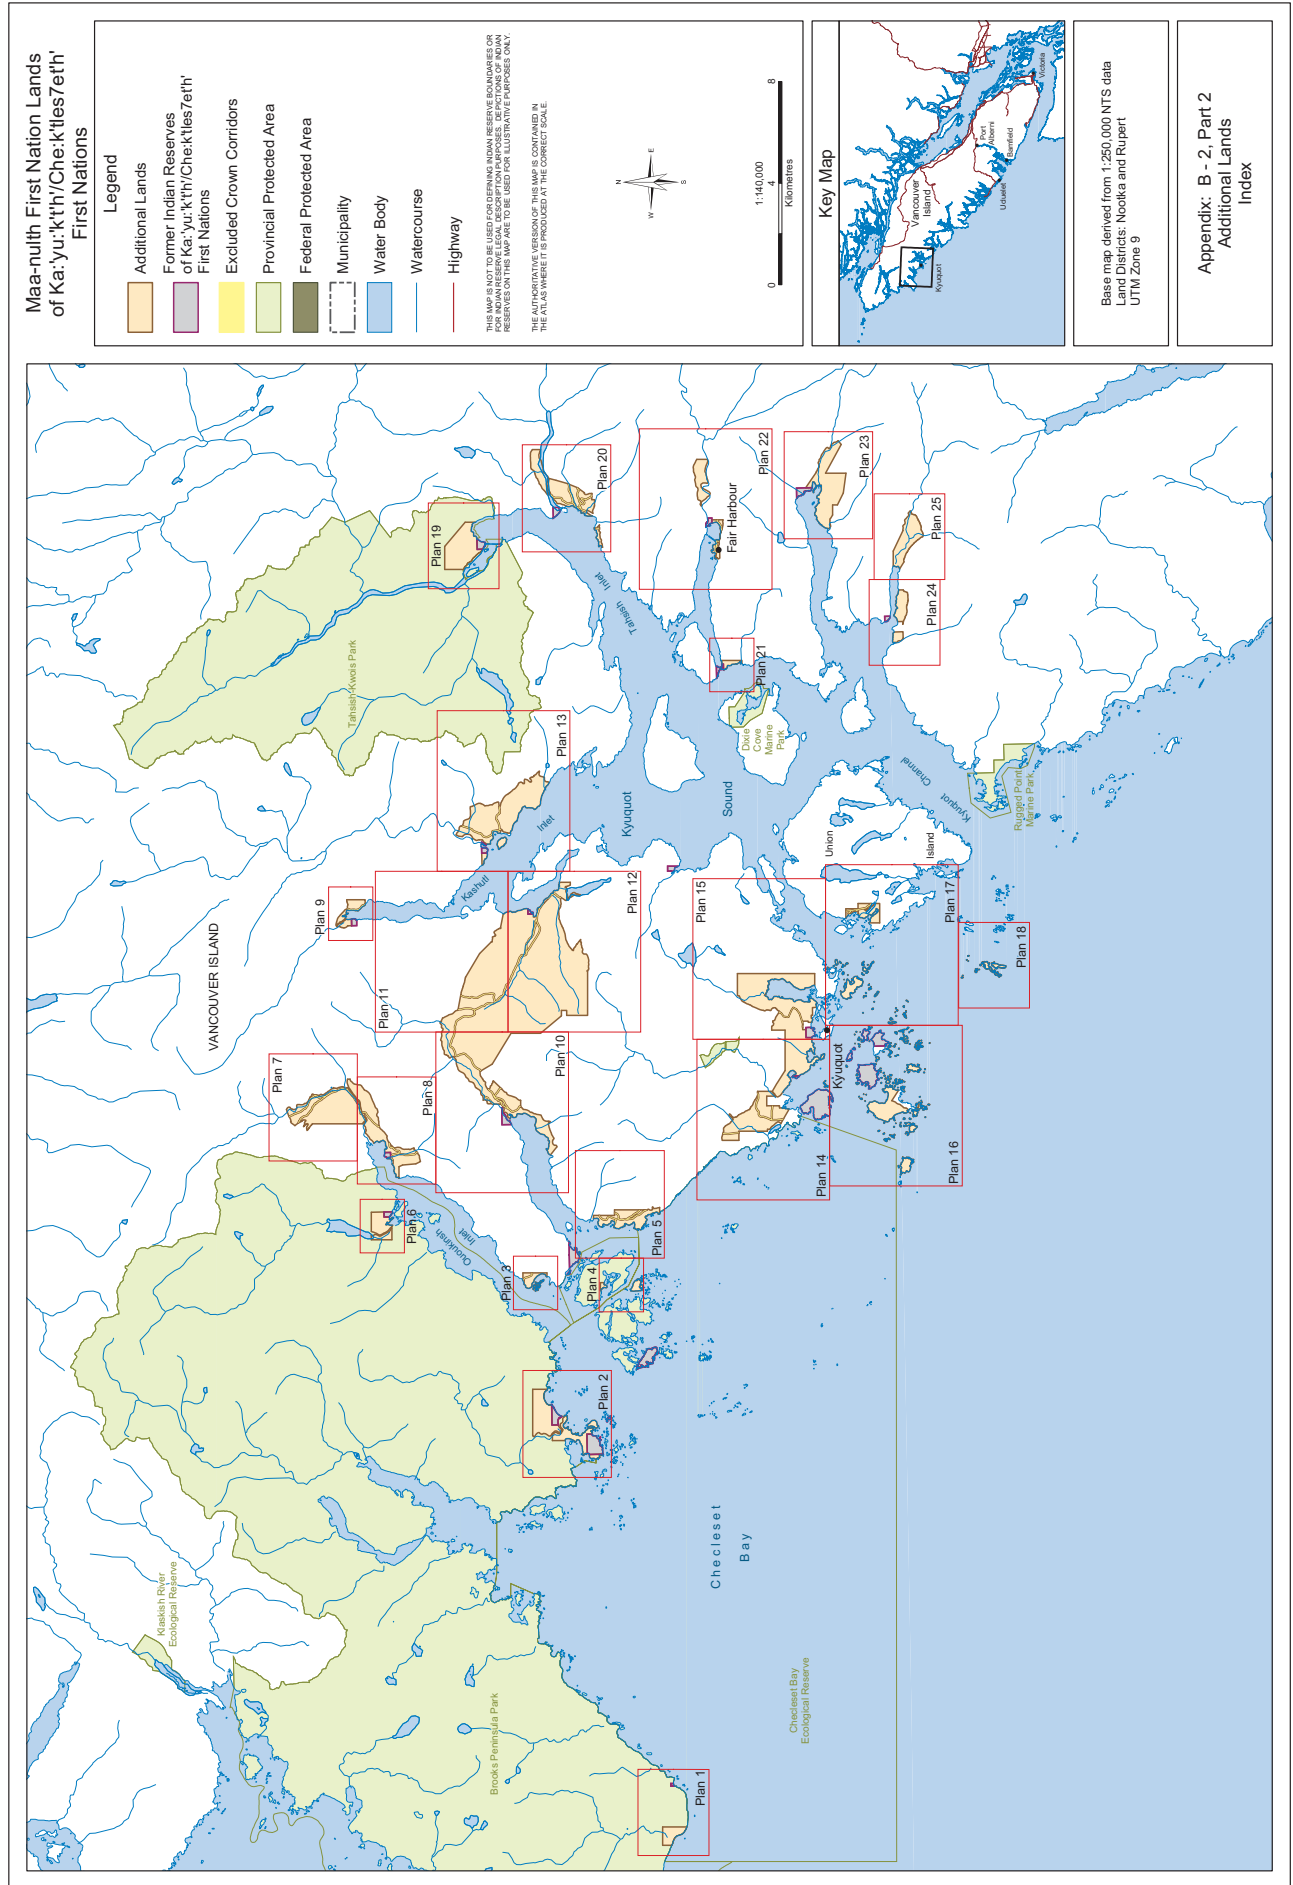 Maa-nulth First Nation Lands
of Ka:'yu:'k't'h'/Che:k'tles7et'h'
First Nations
Legend
Additional Lands
Former Indian Reserves
of Ka:'yu:'k't'h'/Che:k'tles7et'h'
First Nations
Excluded Crown Corridors
Provincial Protected Area
Federal Protected Area
Municipality
Water Body
Watercourse
Highway
THIS MAP IS NOT TO BE USED FOR DEFINING INDIAN RESERVE BOUNDARIES OR
FOR INDIAN RESERVE LEGAL DESCRIPTION PURPOSES. DEPICTIONS OF INDIAN
RESERVES ON THIS MAP ARE TO BE USED FOR ILLUSTRATIVE PURPOSES ONLY.
THE AUTHORITATIVE VERSION OF THIS MAP IS CONTAINED IN
THE ATLAS WHERE IT IS PRODUCED AT THE CORRECT SCALE.
N
W
E
S
1:140,000
0
4
8
Kilometres
Key Map
Vancouver
Island
Port
Alberni
Victoria
Bamfield
Ucluelet
Kyuquot
Base map derived from 1:250,000 NTS data
Land Districts: Nootka and Rupert
UTM Zone 9
Appendix: B - 2, Part 2
Additional Lands
Index
VANCOUVER ISLAND
Klaskish River
Ecological Reserve
Tahsish-Kwois Park
Brooks Peninsula Park
Plan 1
Plan 2
Plan 3
Plan 4
Plan 5
Plan 6
Plan 7
Plan 8
Plan 9
Plan 10
Plan 11
Plan 12
Plan 13
Plan 14
Plan 15
Plan 16
Plan 17
Plan 18
Plan 19
Plan 20
Plan 21
Plan 22
Plan 23
Plan 24
Plan 25
Ououkinsh
Inlet
Kashutl
Inlet
Tahsish
Inlet
Kyuquot
Sound
Fair Harbour
Dixie
Cove
Marine
Park
Union
Island
Kyuquot
Channel
Rugged Point
Marine Park
Kyuquot
Checleset
Bay
Checleset Bay
Ecological Reserve